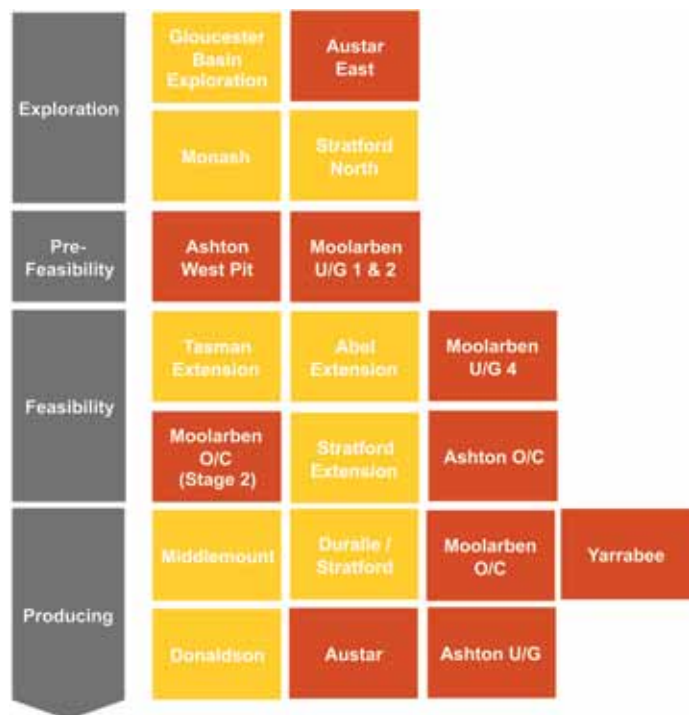 Exploration
Gloucester
Basin
Exploration
Austar
East
Monash
Stratford
North
Pre-
Feasibility
Ashton
West Pit
Moolarben
U/G 1 & 2
Feasibility
Tasman
Extension
Abel
Extension
Moolarben
U/G 4
Moolarben
O/C
(Stage 2)
Stratford
Extension
Ashton O/C
Producing
Middlemount
Duralie /
Stratford
Moolarben
O/C
Yarrabee
Donaldson
Austar
Ashton U/G